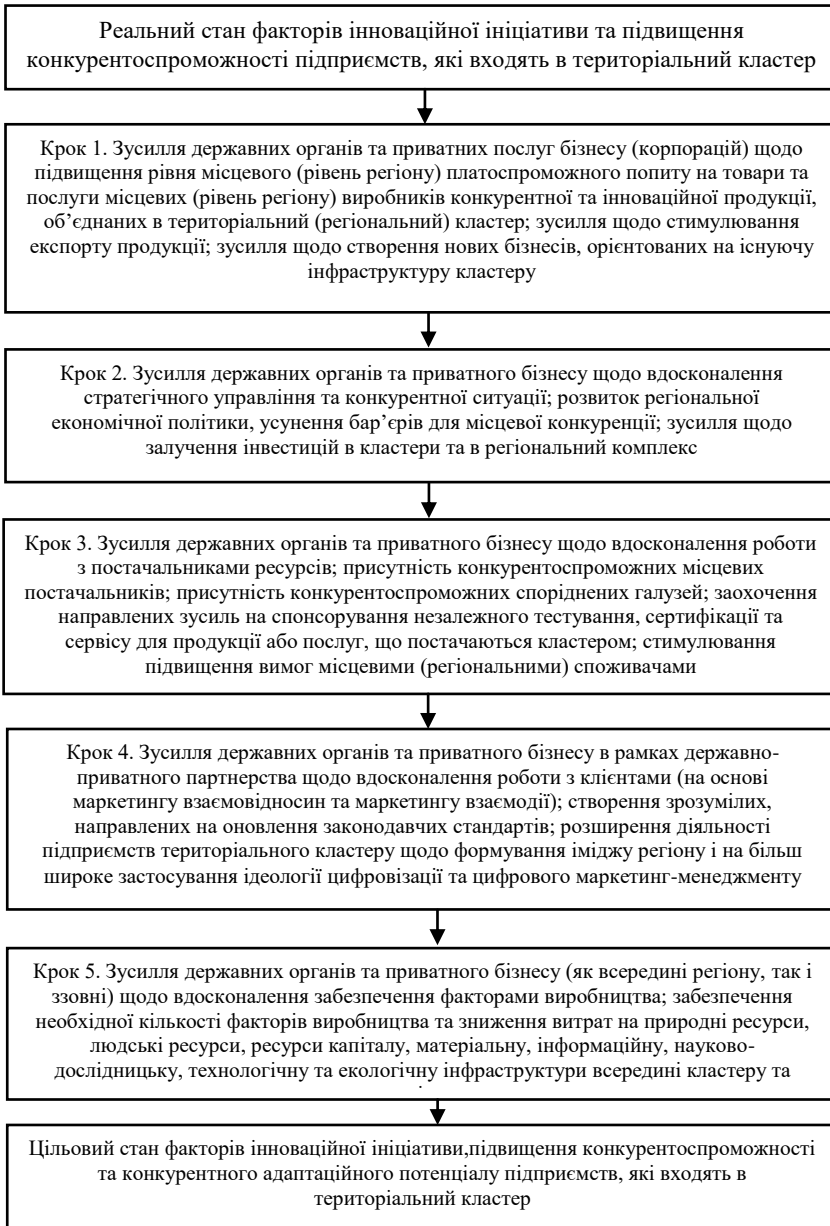 Реальний стан факторів інноваційної ініціативи та підвищення
конкурентоспроможності підприємств, які входять в територіальний кластер
Крок 1. Зусилля державних органів та приватних послуг бізнесу (корпорацій) щодо
підвищення рівня місцевого (рівень регіону) платоспроможного попиту на товари та
послуги місцевих (рівень регіону) виробників конкурентної та інноваційної продукції,
об’єднаних в територіальний (регіональний) кластер; зусилля щодо стимулювання
експорту продукції; зусилля щодо створення нових бізнесів, орієнтованих на існуючу
інфраструктуру кластеру
Крок 2. Зусилля державних органів та приватного бізнесу щодо вдосконалення
стратегічного управління та конкурентної ситуації; розвиток регіональної
економічної політики, усунення бар’єрів для місцевої конкуренції; зусилля щодо
залучення інвестицій в кластери та в регіональний комплекс
Крок 3. Зусилля державних органів та приватного бізнесу щодо вдосконалення роботи
з постачальниками ресурсів; присутність конкурентоспроможних місцевих
постачальників; присутність конкурентоспроможних споріднених галузей; заохочення
направлених зусиль на спонсорування незалежного тестування, сертифікації та
сервісу для продукції або послуг, що постачаються кластером; стимулювання
підвищення вимог місцевими (регіональними) споживачами
Крок 4. Зусилля державних органів та приватного бізнесу в рамках державно-
приватного партнерства щодо вдосконалення роботи з клієнтами (на основі
маркетингу взаємовідносин та маркетингу взаємодії); створення зрозумілих,
направлених на оновлення законодавчих стандартів; розширення діяльності
підприємств територіального кластеру щодо формування іміджу регіону і на більш
широке застосування ідеології цифровізації та цифрового маркетинг-менеджменту
Крок 5. Зусилля державних органів та приватного бізнесу (як всередині регіону, так і
ззовні) щодо вдосконалення забезпечення факторами виробництва; забезпечення
необхідної кількості факторів виробництва та зниження витрат на природні ресурси,
людські ресурси, ресурси капіталу, матеріальну, інформаційну, науково-
дослідницьку, технологічну та екологічну інфраструктури всередині кластеру та
Цільовий стан факторів інноваційної ініціативи,підвищення конкурентоспроможності
та конкурентного адаптаційного потенціалу підприємств, які входять в
територіальний кластер